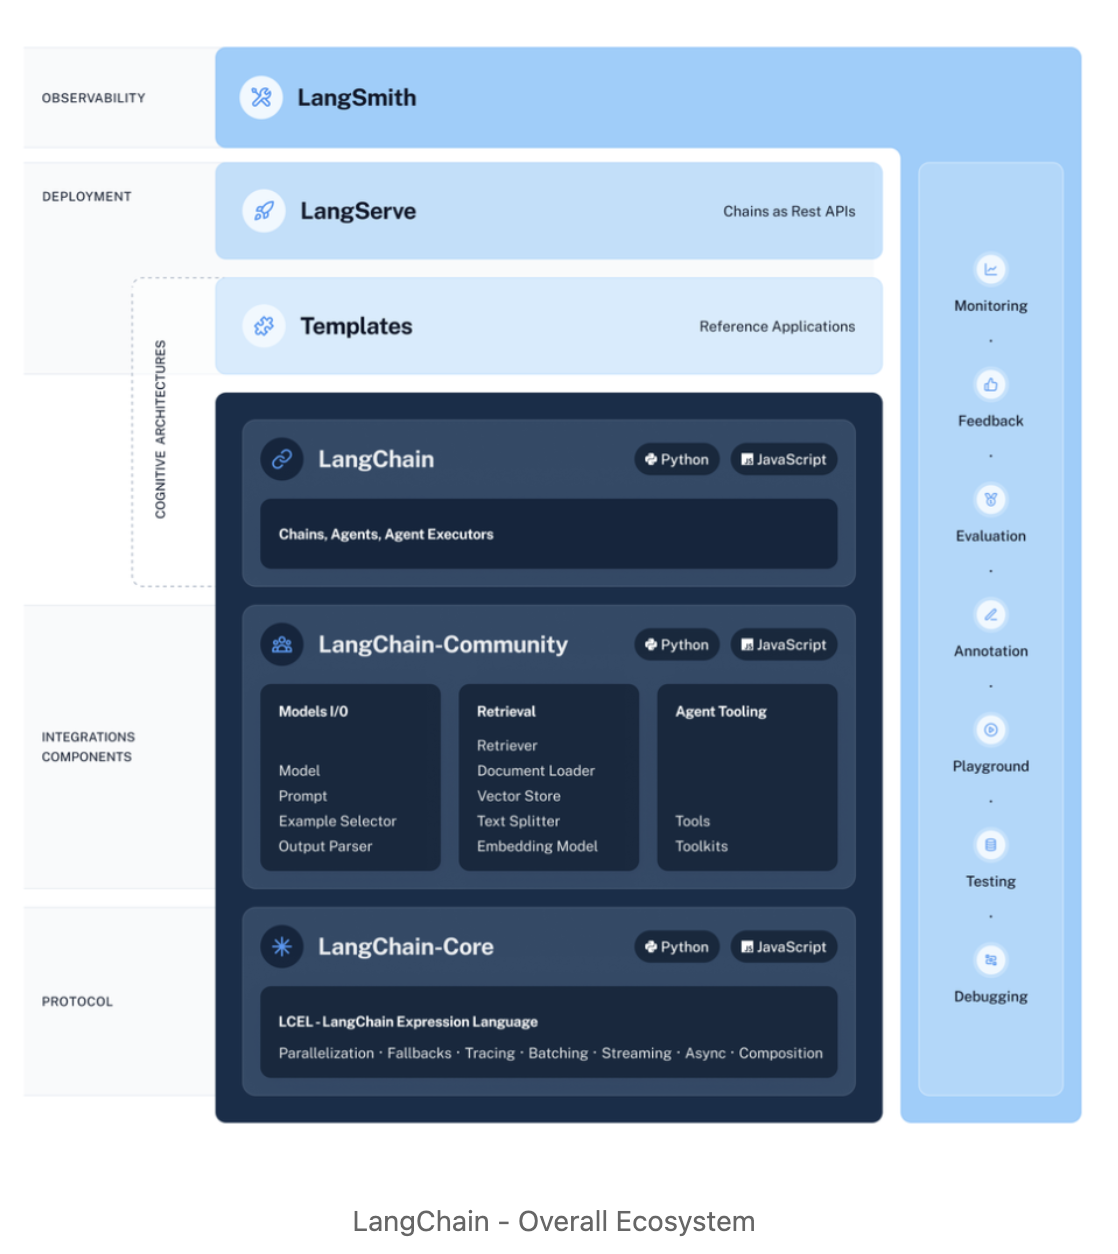 OBSERVABILITY
LangSmith
DEPLOYMENT
LangServe
Chains as Rest APIs
Templates
Reference Applications
COGNITIVE ARCHITECTURES
LangChain
Python
JavaScript
Chains, Agents, Agent Executors
INTEGRATIONS
COMPONENTS
LangChain-Community
Python
JavaScript
Models I/O
Model
Prompt
Example Selector
Output Parser
Retrieval
Retriever
Document Loader
Vector Store
Text Splitter
Embedding Model
Agent Tooling
Tools
Toolkits
PROTOCOL
LangChain-Core
Python
JavaScript
LCEL - LangChain Expression Language
Parallelization · Fallbacks · Tracing · Batching · Streaming · Async · Composition
Monitoring
Feedback
Evaluation
Annotation
Playground
Testing
Debugging
LangChain - Overall Ecosystem